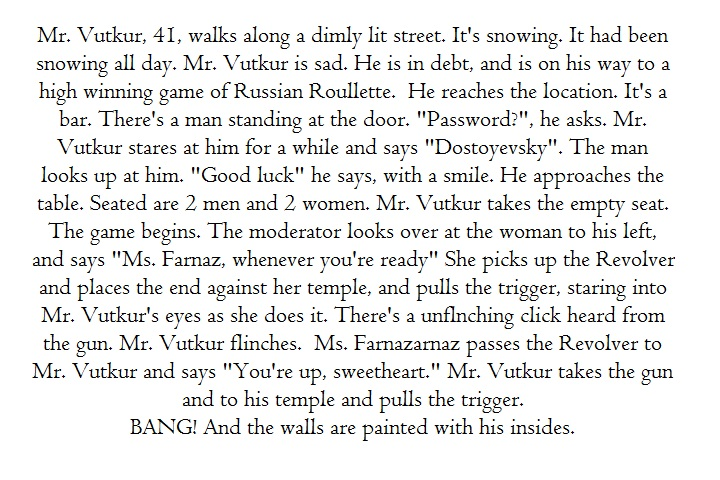 Mr. Vutkur, 41, walks along a dimly lit street. It's snowing. It had been
snowing all day. Mr. Vutkur is sad. He is in debt, and is on his way to a
high winning game of Russian Roullette.  He reaches the location. It's a
bar. There's a man standing at the door. "Password?", he asks. Mr.
Vutkur stares at him for a while and says "Dostoyevsky". The man
looks up at him. "Good luck" he says, with a smile. He approaches the
table. Seated are 2 men and 2 women. Mr. Vutkur takes the empty seat.
The game begins. The moderator looks over at the woman to his left,
and says "Ms. Farnaz, whenever you're ready" She picks up the Revolver
and places the end against her temple, and pulls the trigger, staring into
Mr. Vutkur's eyes as she does it. There's a unflnching click heard from
the gun. Mr. Vutkur flinches.  Ms. Farnazarnaz passes the Revolver to
Mr. Vutkur and says "You're up, sweetheart." Mr. Vutkur takes the gun
and to his temple and pulls the trigger.
BANG! And the walls are painted with his insides.